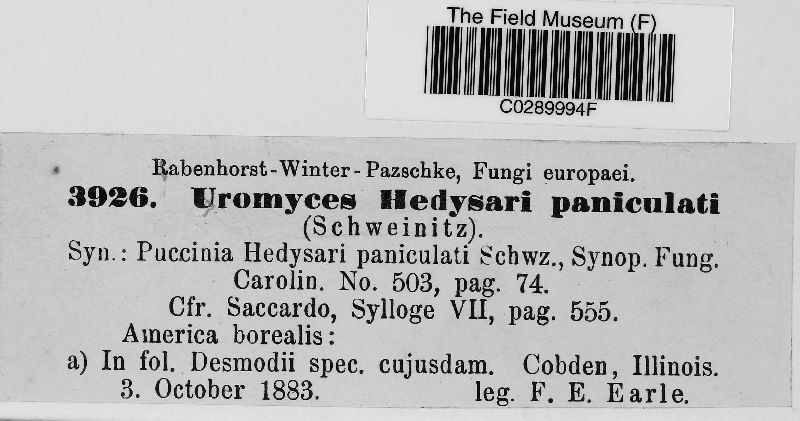 The Field Museum (F)
C0289994F
Rabenhorst-Winter-Pazschke, Fungi europaei.
3926. Uromyces Hedysari paniculati
(Schweinitz).
Syn.: Puccinia Hedysari paniculati Schwz., Synop. Fung.
Carolin. No. 503, pag. 74.
Cfr. Saccardo, Sylloge VII, pag. 555.
America borealis:
a) In fol. Desmodii spec. cujusdam. Cobden, Illinois.
3. October 1883. leg. F. E. Earle.